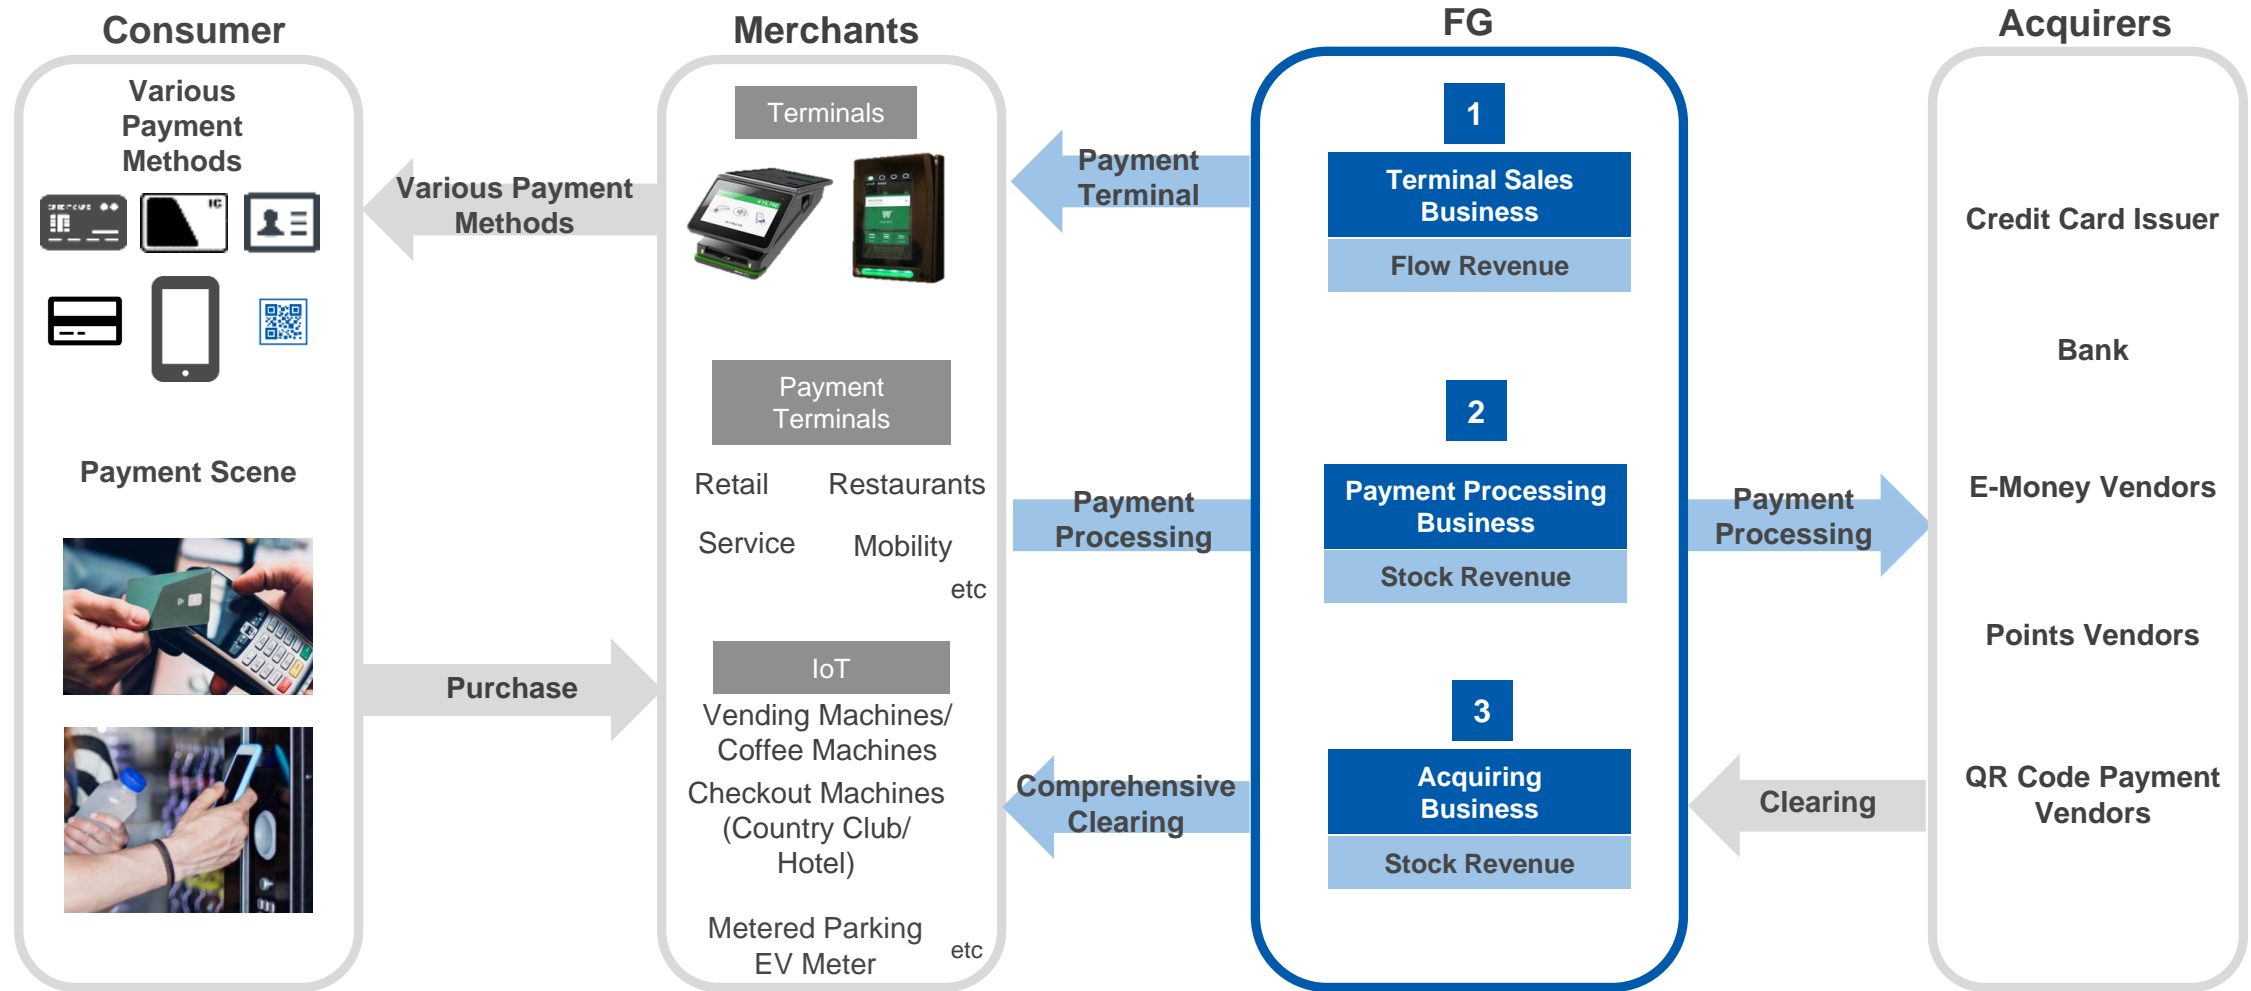 Consumer
Various
Payment
Methods
CREDIT CARD
IC
Payment Scene
Various Payment
Methods
Purchase
Merchants
Terminals
Payment
Terminals
Retail
Restaurants
Service
Mobility
etc
IoT
Vending Machines/
Coffee Machines
Checkout Machines
(Country Club/
Hotel)
Metered Parking
EV Meter
etc
Payment
Terminal
Payment
Processing
Comprehensive
Clearing
FG
1
Terminal Sales
Business
Flow Revenue
2
Payment Processing
Business
Stock Revenue
3
Acquiring
Business
Stock Revenue
Payment
Processing
Clearing
Acquirers
Credit Card Issuer
Bank
E-Money Vendors
Points Vendors
QR Code Payment
Vendors